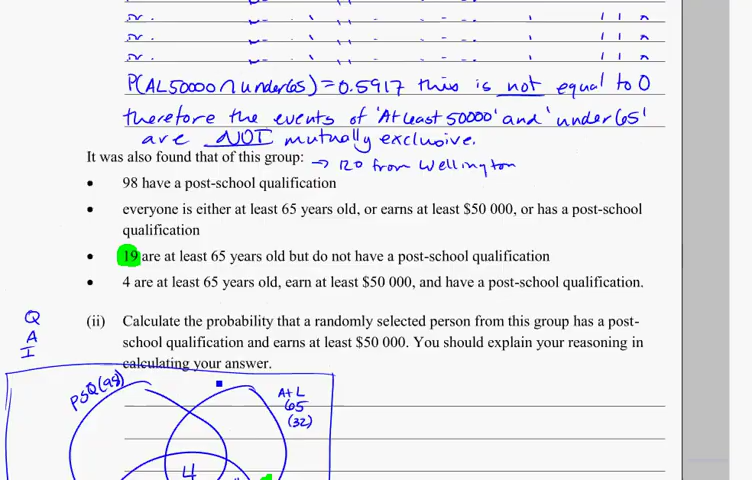 P(AL50000 ∩ under65) = 0.5917 this is not equal to 0
therefore the events of 'At least 50000' and 'under 65'
are NOT mutually exclusive.
It was also found that of this group: → 120 from Wellington
• 98 have a post-school qualification
• everyone is either at least 65 years old, or earns at least $50 000, or has a post-school
qualification
• 19 are at least 65 years old but do not have a post-school qualification
• 4 are at least 65 years old, earn at least $50 000, and have a post-school qualification.
Q
A
I
(ii) Calculate the probability that a randomly selected person from this group has a post-
school qualification and earns at least $50 000. You should explain your reasoning in
calculating your answer.
PSQ(98)
A+L
65
(32)
4